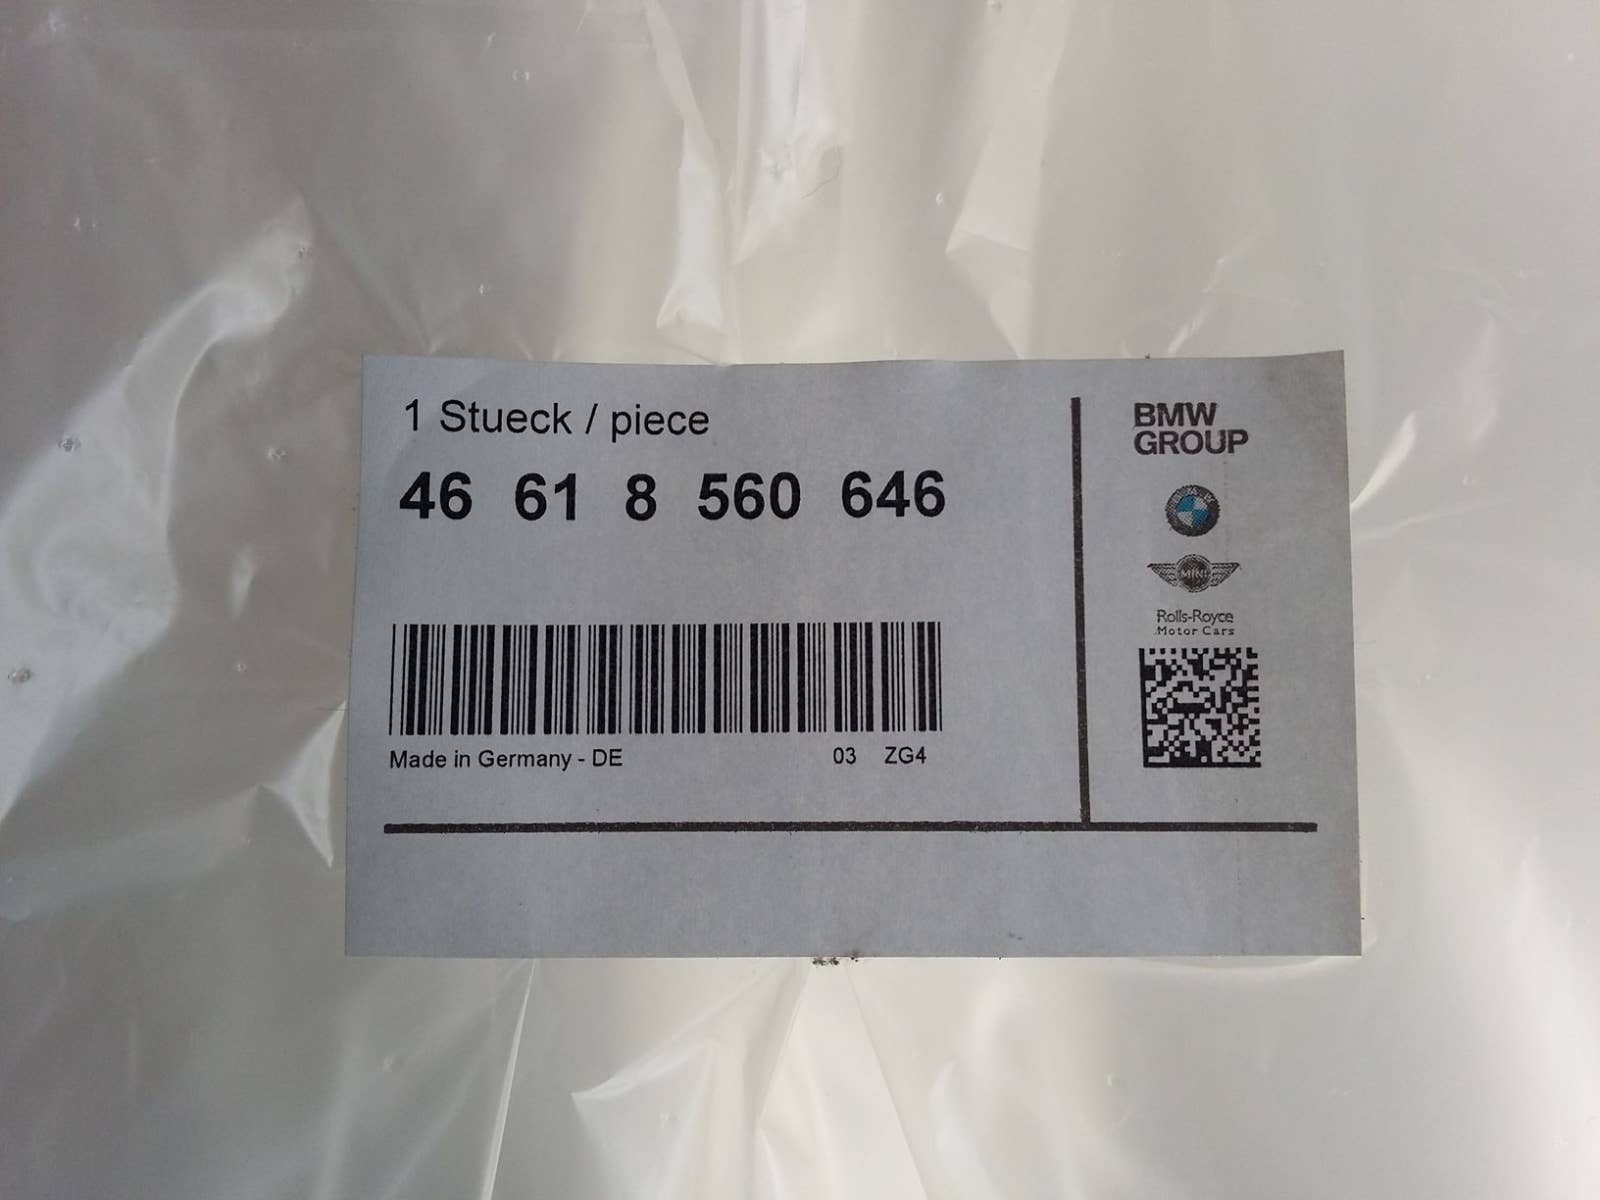 1 Stueck / piece
46 61 8 560 646
Made in Germany - DE 03 ZG4
BMW
GROUP
MINI
Rolls-Royce
Motor Cars